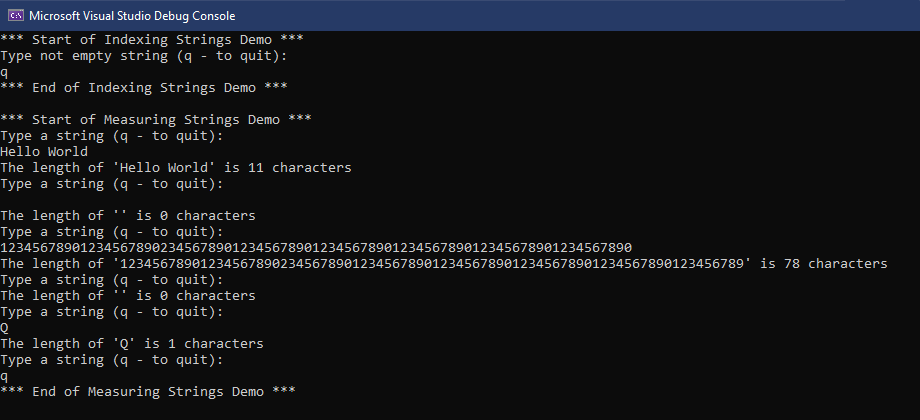 Microsoft Visual Studio Debug Console
*** Start of Indexing Strings Demo ***
Type not empty string (q - to quit):
q
*** End of Indexing Strings Demo ***
*** Start of Measuring Strings Demo ***
Type a string (q - to quit):
Hello World
The length of 'Hello World' is 11 characters
Type a string (q - to quit):
The length of '' is 0 characters
Type a string (q - to quit):
1234567890123456789023456789012345678901234567890123456789012345678901234567890
The length of '123456789012345678902345678901234567890123456789012345678901234567890123456789' is 78 characters
Type a string (q - to quit):
The length of '' is 0 characters
Type a string (q - to quit):
Q
The length of 'Q' is 1 characters
Type a string (q - to quit):
q
*** End of Measuring Strings Demo ***